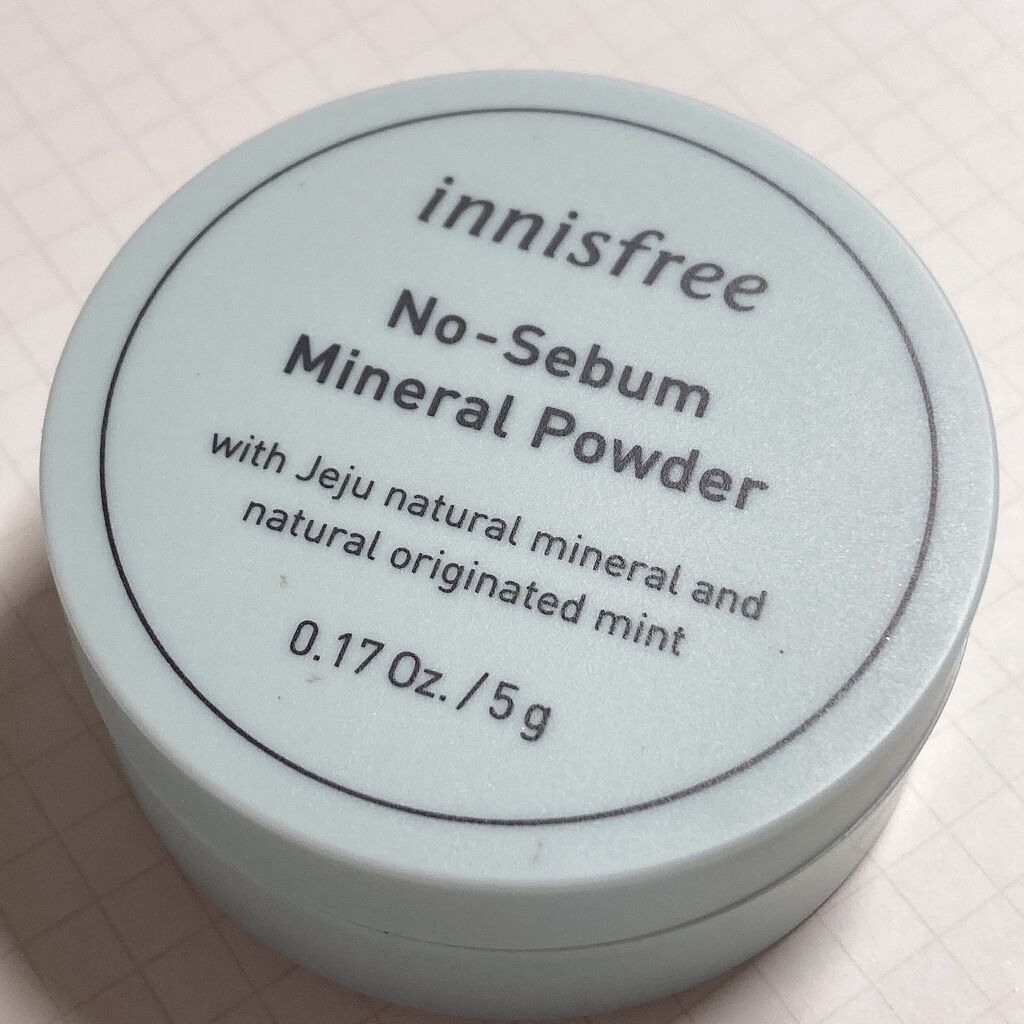 innisfree
No-Sebum
Mineral Powder
with Jeju natural mineral and
natural originated mint
0.17 Oz. / 5 g